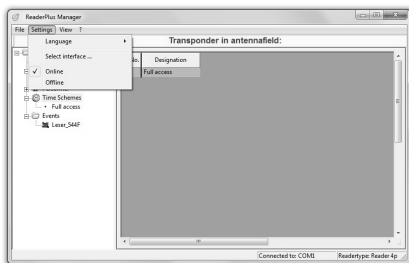 ReaderPlus Manager
File Settings View ?
Transponder in antennafield:
Language
Select interface ...
Online
Offline
No. Designation
Full access
Time Schemes
Full access
Events
Leser_S44F
Connected to: COM1 Readertype: Reader 4p